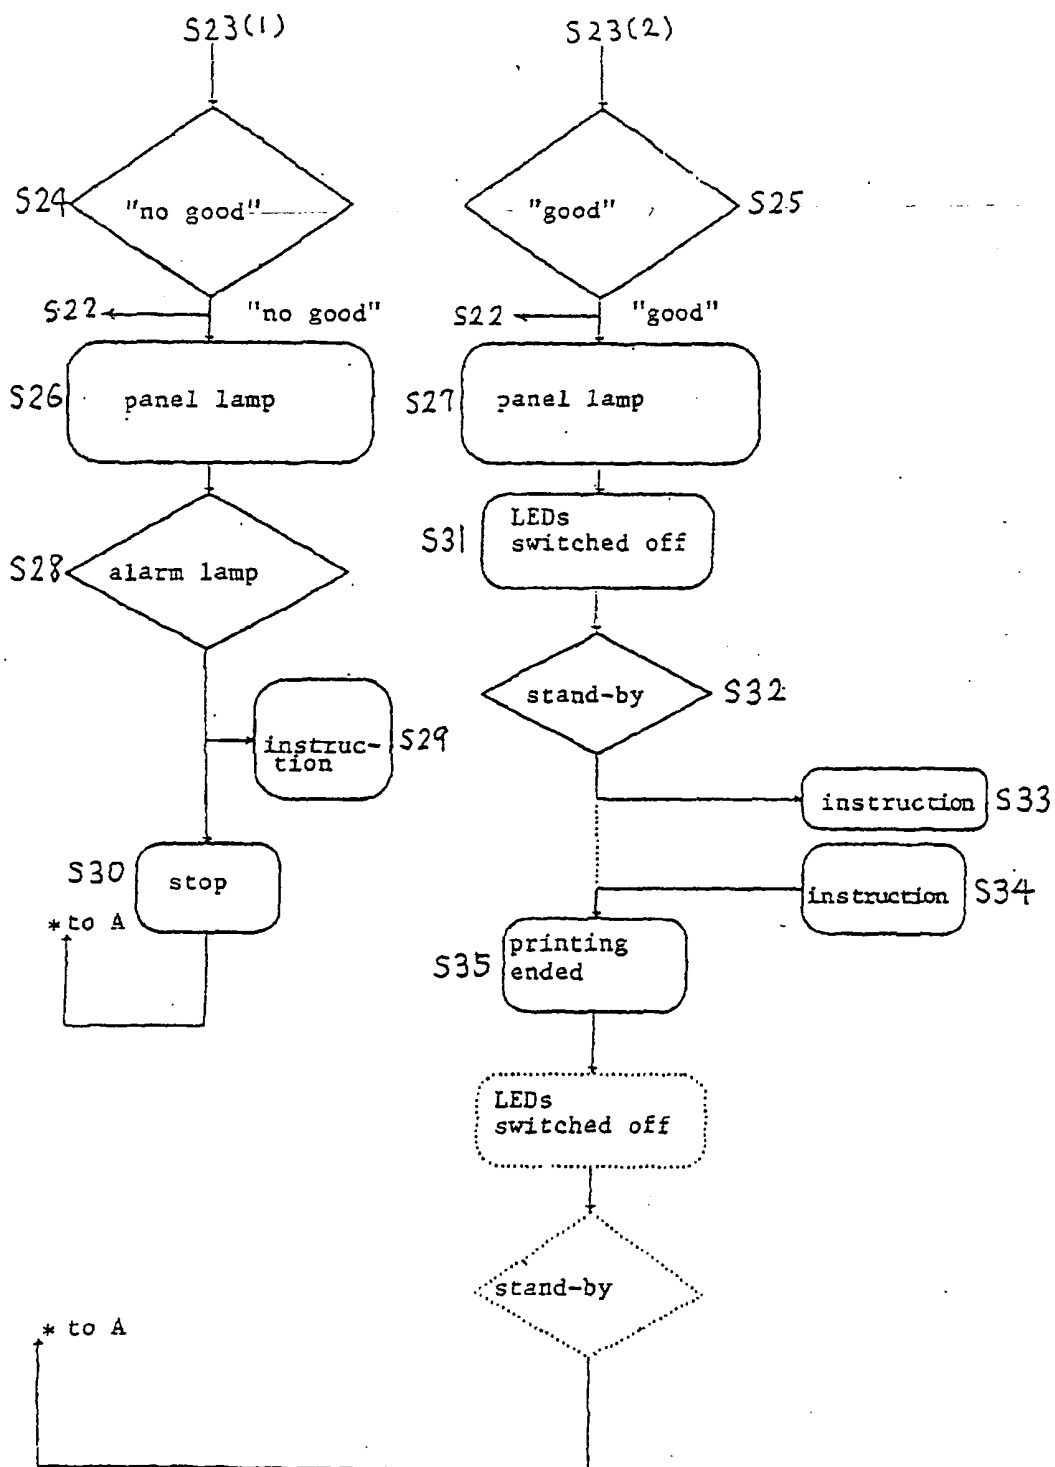 S23(1)
S23(2)
S24
"no good"
"good"
S25
S22
"no good"
S22
"good"
S26
panel lamp
S27
panel lamp
S31
LEDs
switched off
S28
alarm lamp
stand-by
S32
instruc-
tion
S29
instruction
S33
S30
stop
instruction
S34
* to A
S35
printing
ended
LEDs
switched off
stand-by
* to A